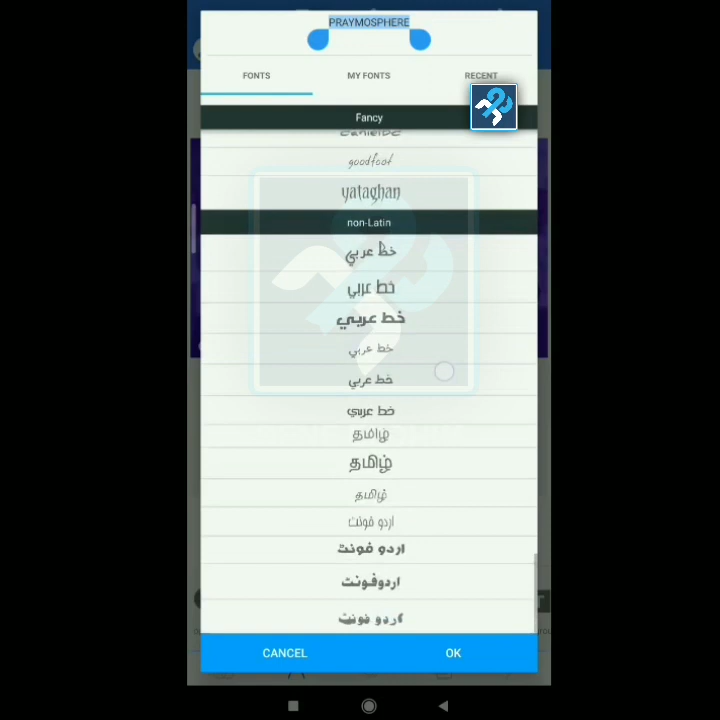 PRAYMOSPHERE
FONTS
MY FONTS
RECENT
Fancy
goodfoot
yataghan
non-Latin
خط عربي
خط عربي
خط عربي
خط عربي
خط عربي
خط عربي
தமிழ்
தமிழ்
தமிழ்
اردو فونٹ
اردو فونٹ
اردوفونٹ
اردو فونٹ
CANCEL
OK